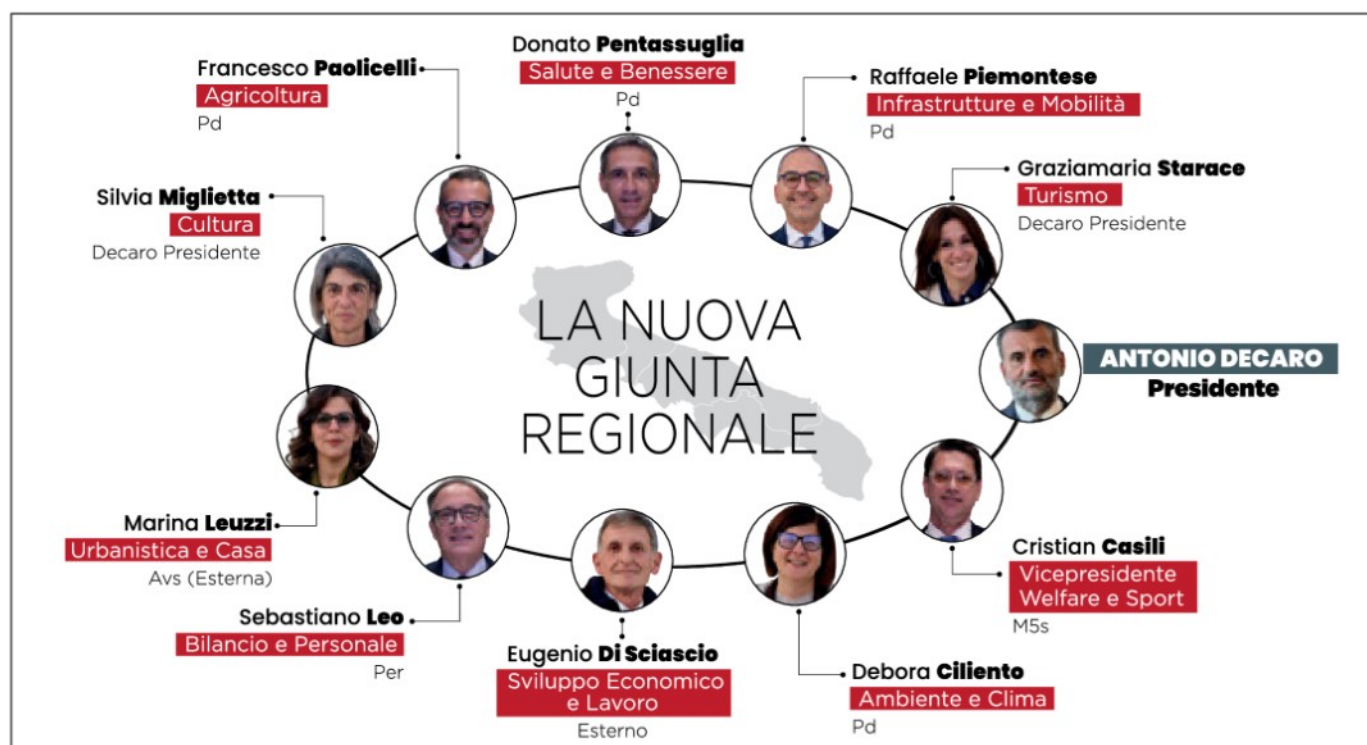 Donato Pentassuglia
Salute e Benessere
Pd
Francesco Paolicelli
Agricoltura
Pd
Raffaele Piemontese
Infrastrutture e Mobilità
Pd
Silvia Miglietta
Cultura
Decaro Presidente
Graziamaria Starace
Turismo
Decaro Presidente
LA NUOVA
GIUNTA
REGIONALE
ANTONIO DECARO
Presidente
Marina Leuzzi
Urbanistica e Casa
Avs (Esterna)
Sebastiano Leo
Bilancio e Personale
Per
Eugenio Di Sciascio
Sviluppo Economico
e Lavoro
Esterno
Debora Ciliento
Ambiente e Clima
Pd
Cristian Casili
Vicepresidente
Welfare e Sport
M5s